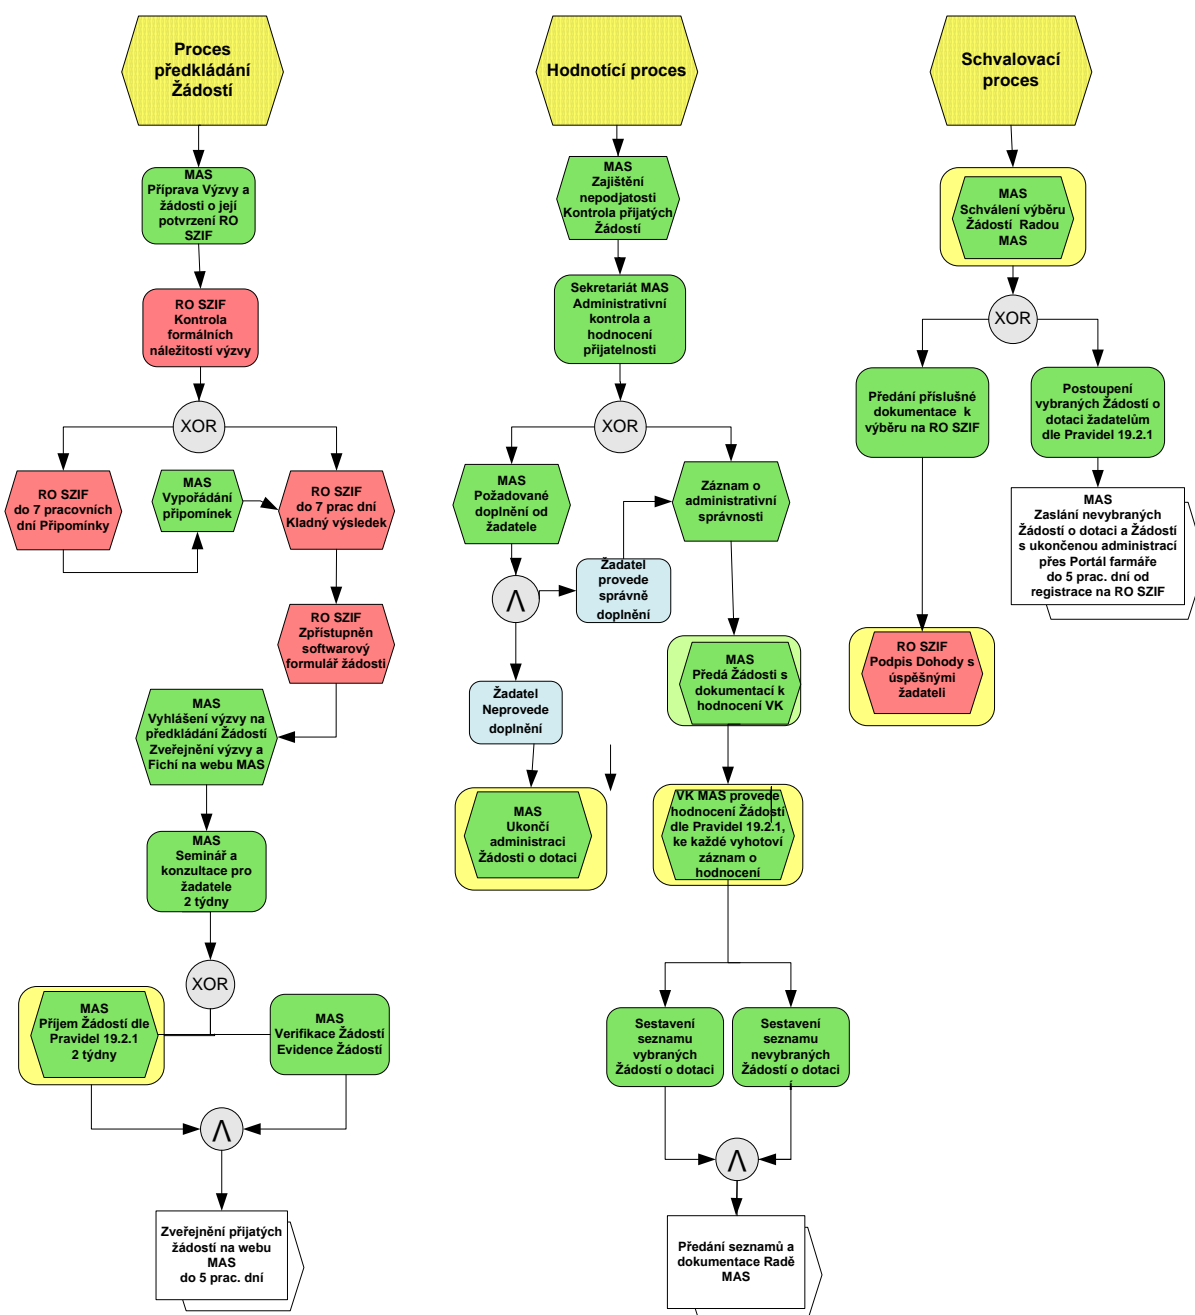 Proces
předkládání
Žádostí
MAS
Příprava Výzvy a
žádosti o její
potvrzení RO
SZIF
RO SZIF
Kontrola
formálních
náležitostí výzvy
XOR
RO SZIF
do 7 pracovních
dní Připomínky
MAS
Vypořádání
připomínek
RO SZIF
do 7 prac dní
Kladný výsledek
RO SZIF
Zpřístupněn
softwarový
formulář žádosti
MAS
Vyhlášení výzvy na
předkládání Žádostí
Zveřejnění výzvy a
Fichí na webu MAS
MAS
Seminář a
konzultace pro
žadatele
2 týdny
XOR
MAS
Příjem Žádostí dle
Pravidel 19.2.1
2 týdny
MAS
Verifikace Žádostí
Evidence Žádostí
Λ
Zveřejnění přijatých
žádostí na webu
MAS
do 5 prac. dní
Hodnotící proces
MAS
Zajištění
nepodjatosti
Kontrola přijatých
Žádostí
Sekretariát MAS
Administrativní
kontrola a
hodnocení
přijatelnosti
XOR
MAS
Požadované
doplnění od
žadatele
Záznam o
administrativní
správnosti
Λ
Žadatel
provede
správně
doplnění
Žadatel
Neprovede
doplnění
MAS
Předá Žádosti s
dokumentací k
hodnocení VK
MAS
Ukončí
administraci
Žádosti o dotaci
VK MAS provede
hodnocení Žádostí
dle Pravidel 19.2.1,
ke každé vyhotoví
záznam o
hodnocení
Sestavení
seznamu
vybraných
Žádostí o dotaci
Sestavení
seznamu
nevybraných
Žádostí o dotaci
Λ
Předání seznamů a
dokumentace Radě
MAS
Schvalovací
proces
MAS
Schválení výběru
Žádostí Radou
MAS
XOR
Předání příslušné
dokumentace k
výběru na RO SZIF
Postoupení
vybraných Žádostí o
dotaci žadatelům
dle Pravidel 19.2.1
MAS
Zaslání nevybraných
Žádostí o dotaci a Žádostí
s ukončenou administrací
přes Portál farmáře
do 5 prac. dní od
registrace na RO SZIF
RO SZIF
Podpis Dohody s
úspěšnými
žadateli